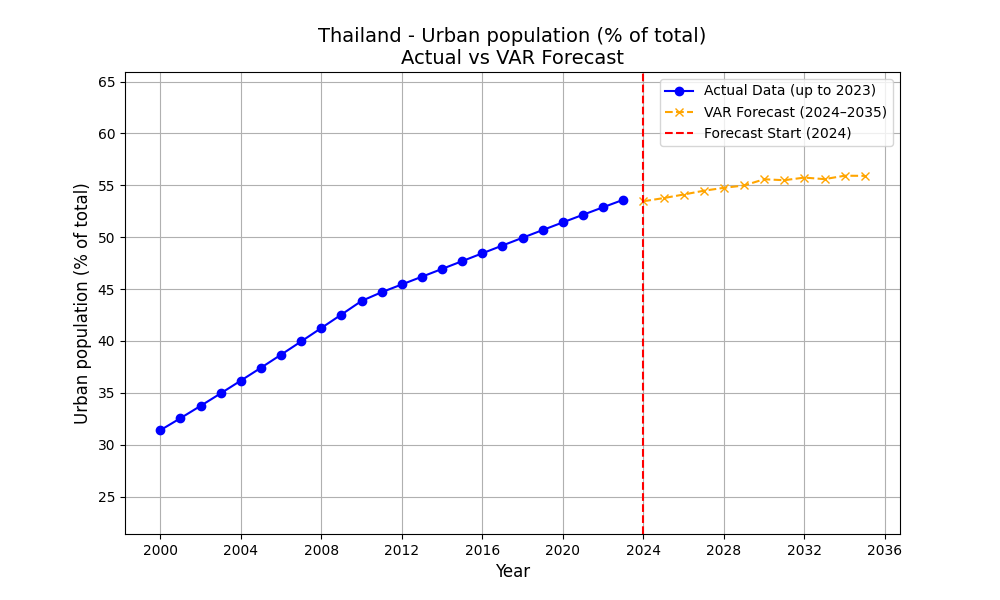 Thailand - Urban population (% of total)
Actual vs VAR Forecast
Actual Data (up to 2023)
VAR Forecast (2024–2035)
Forecast Start (2024)
Urban population (% of total)
65
60
55
50
45
40
35
30
25
2000 2004 2008 2012 2016 2020 2024 2028 2032 2036
Year